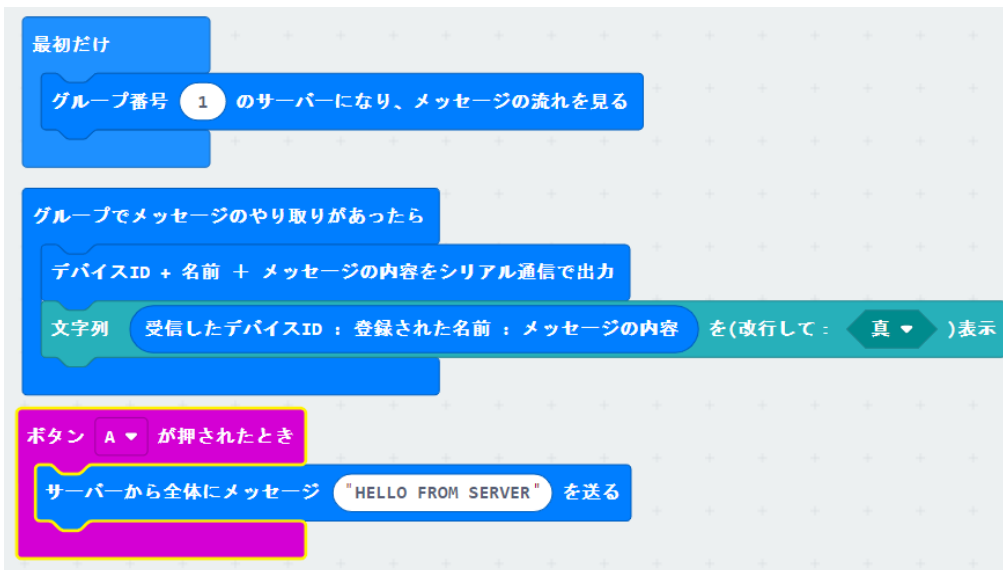 最初だけ
グループ番号 1 のサーバーになり、メッセージの流れを見る
グループでメッセージのやり取りがあったら
デバイスID + 名前 ＋ メッセージの内容をシリアル通信で出力
文字列 受信したデバイスID : 登録された名前 : メッセージの内容 を(改行して: 真 )表示
ボタン A が押されたとき
サーバーから全体にメッセージ "HELLO FROM SERVER" を送る